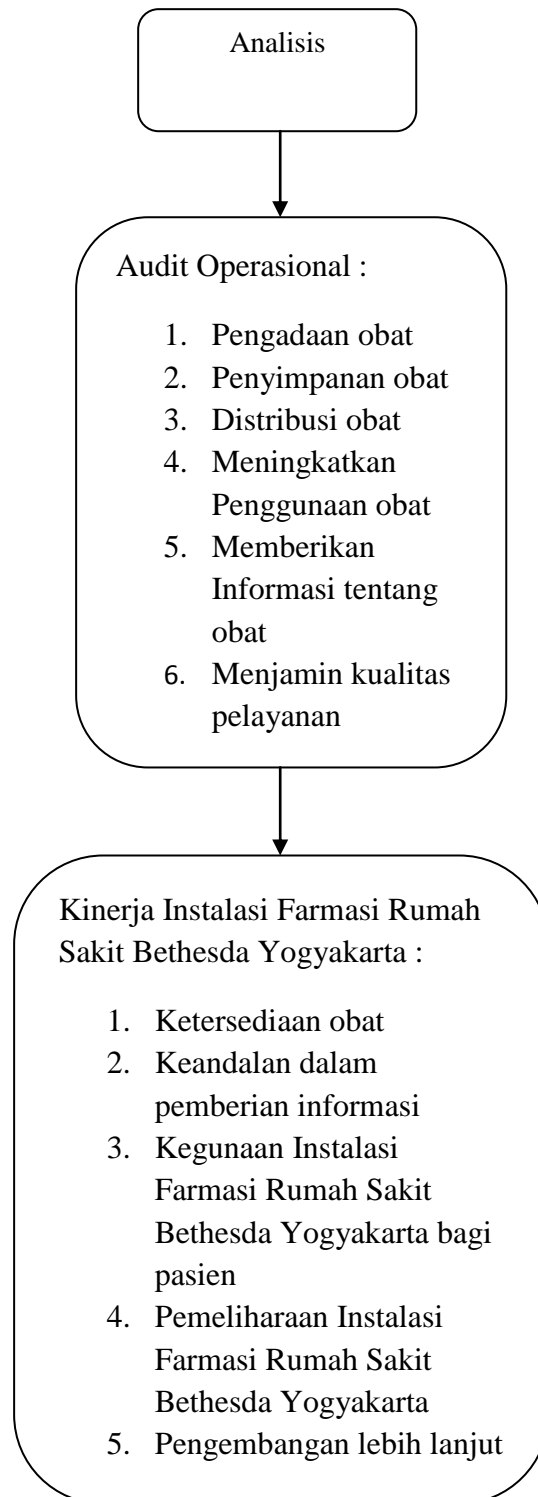 Analisis
Audit Operasional :
1. Pengadaan obat
2. Penyimpanan obat
3. Distribusi obat
4. Meningkatkan
Penggunaan obat
5. Memberikan
Informasi tentang
obat
6. Menjamin kualitas
pelayanan
Kinerja Instalasi Farmasi Rumah
Sakit Bethesda Yogyakarta :
1. Ketersediaan obat
2. Keandalan dalam
pemberian informasi
3. Kegunaan Instalasi
Farmasi Rumah Sakit
Bethesda Yogyakarta bagi
pasien
4. Pemeliharaan Instalasi
Farmasi Rumah Sakit
Bethesda Yogyakarta
5. Pengembangan lebih lanjut